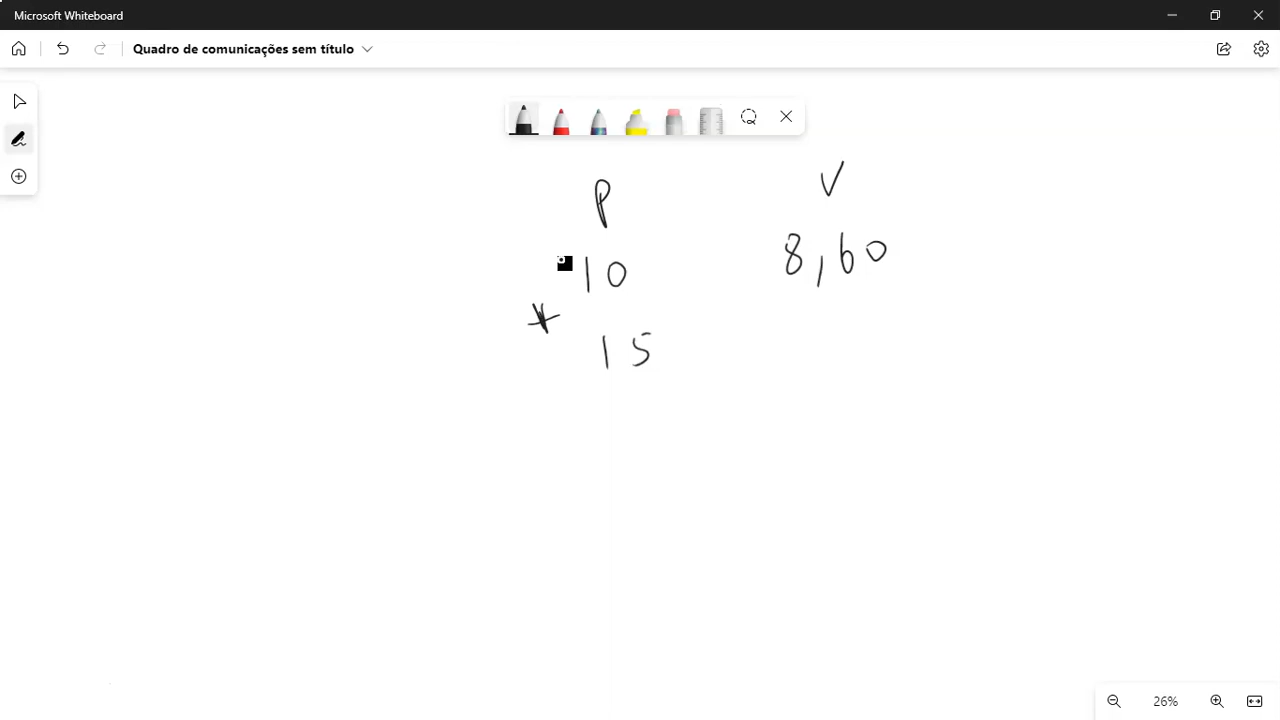 Microsoft Whiteboard
Quadro de comunicações sem título
P V
10 8,60
*
15
26%